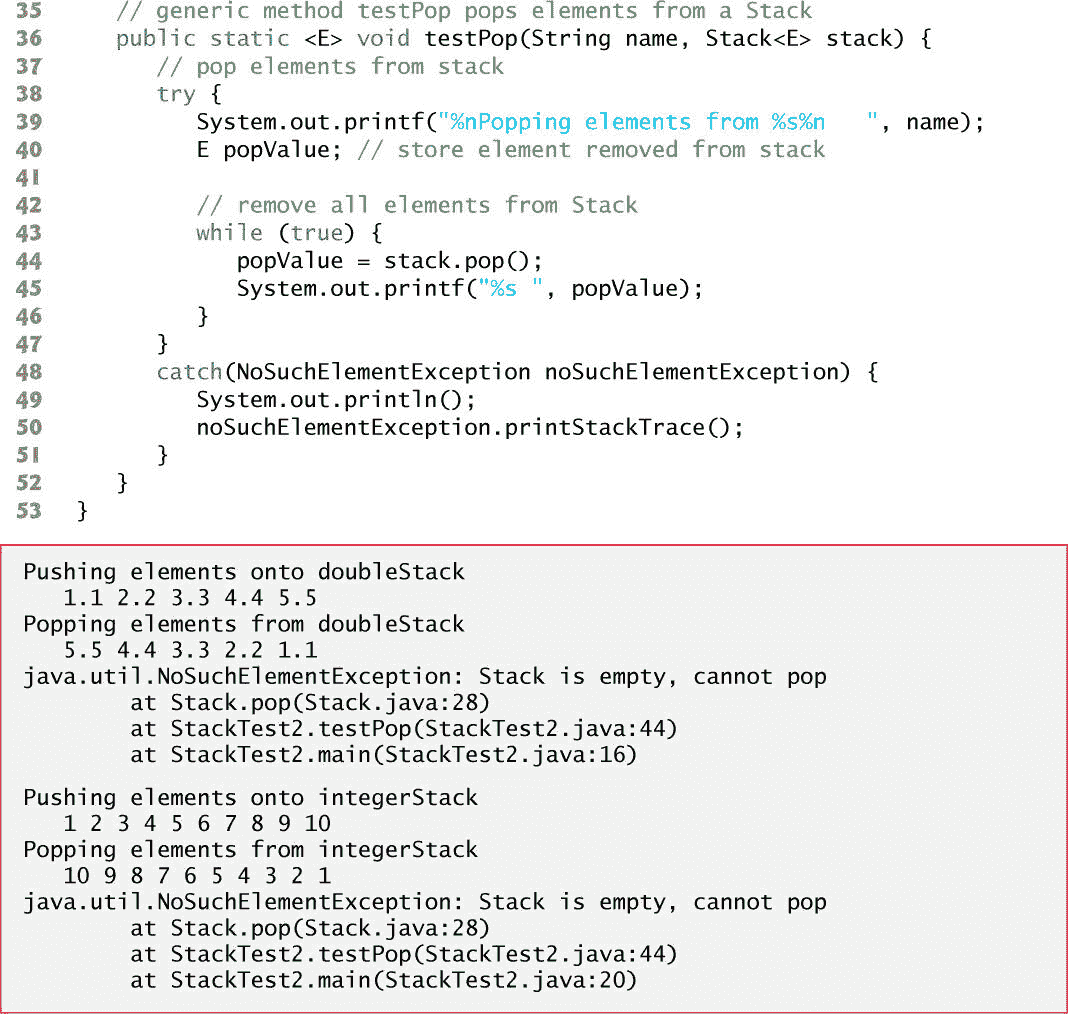 35 // generic method testPop pops elements from a Stack
36 public static <E> void testPop(String name, Stack<E> stack) {
37 // pop elements from stack
38 try {
39 System.out.printf("%nPopping elements from %s%n   ", name);
40 E popValue; // store element removed from stack
41
42 // remove all elements from Stack
43 while (true) {
44 popValue = stack.pop();
45 System.out.printf("%s ", popValue);
46 }
47 }
48 catch(NoSuchElementException noSuchElementException) {
49 System.out.println();
50 noSuchElementException.printStackTrace();
51 }
52 }
53 }
Pushing elements onto doubleStack
1.1 2.2 3.3 4.4 5.5
Popping elements from doubleStack
5.5 4.4 3.3 2.2 1.1
java.util.NoSuchElementException: Stack is empty, cannot pop
at Stack.pop(Stack.java:28)
at StackTest2.testPop(StackTest2.java:44)
at StackTest2.main(StackTest2.java:16)
Pushing elements onto integerStack
1 2 3 4 5 6 7 8 9 10
Popping elements from integerStack
10 9 8 7 6 5 4 3 2 1
java.util.NoSuchElementException: Stack is empty, cannot pop
at Stack.pop(Stack.java:28)
at StackTest2.testPop(StackTest2.java:44)
at StackTest2.main(StackTest2.java:20)